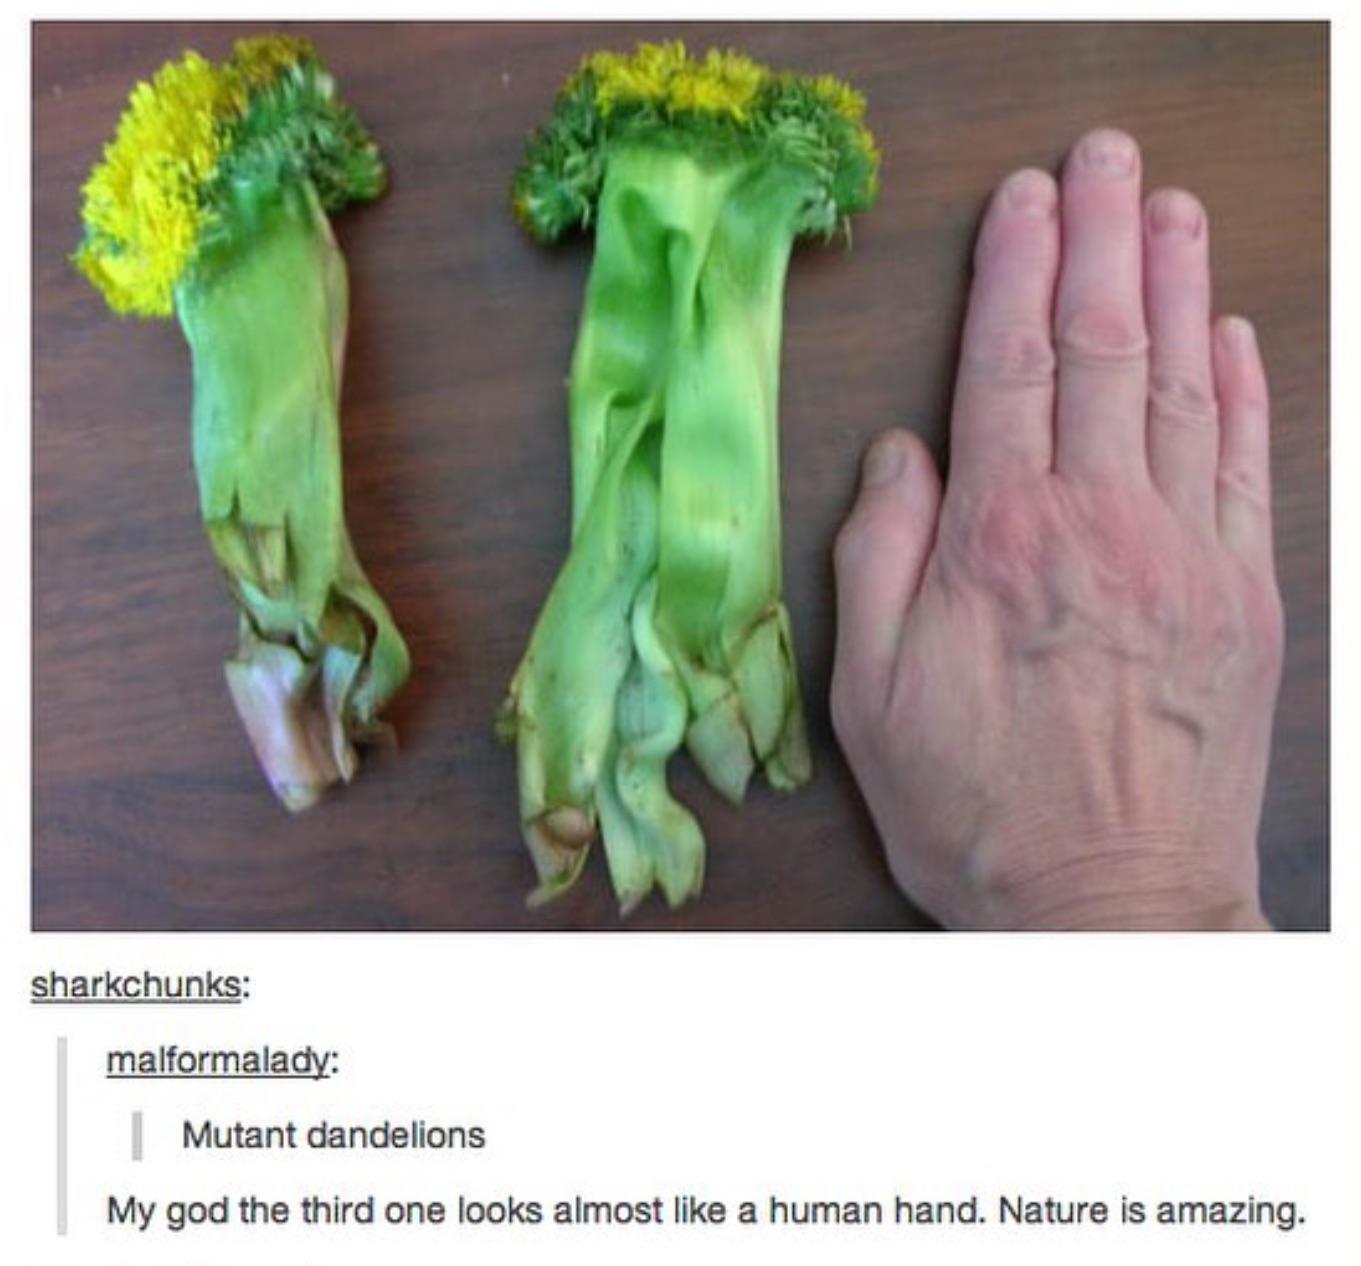 sharkchunks:
malformalady:
Mutant dandelions
My god the third one looks almost like a human hand. Nature is amazing.